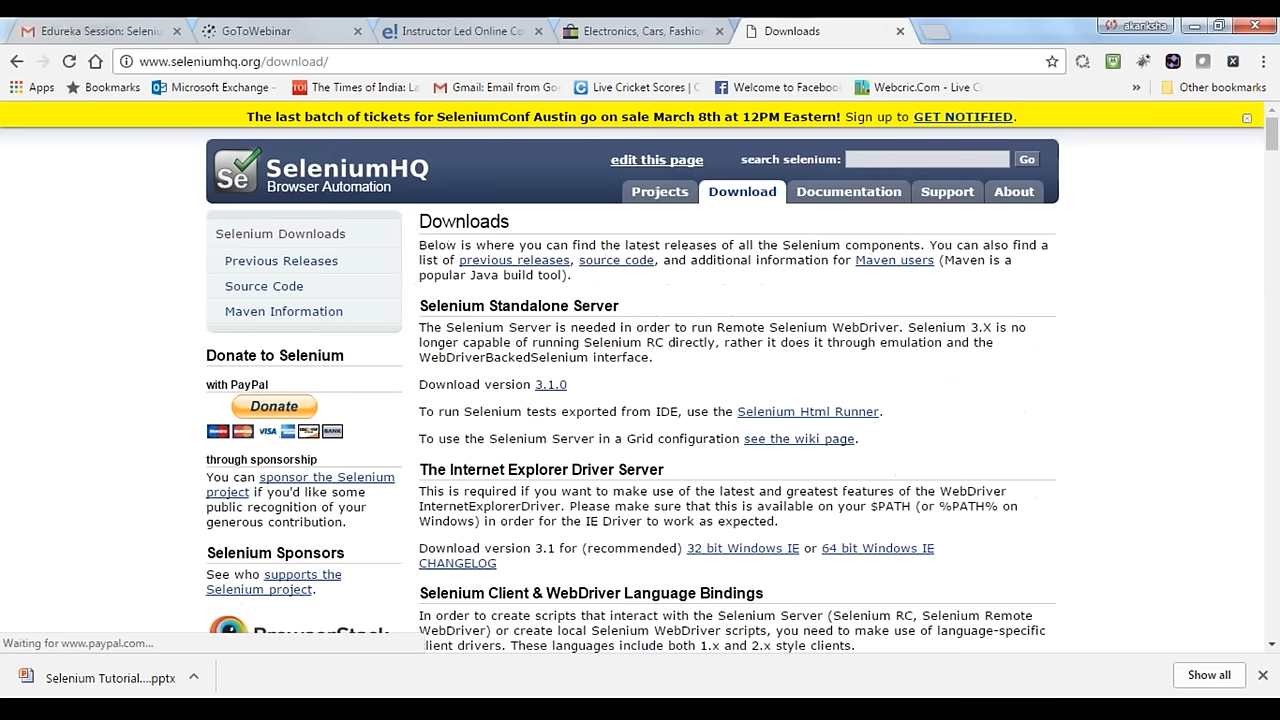 Edureka Session: Seleniu
GoToWebinar
Instructor Led Online Co
Electronics, Cars, Fashion
Downloads
akanksha
www.seleniumhq.org/download/
Apps
Bookmarks
Microsoft Exchange -
The Times of India: La
Gmail: Email from Goo
Live Cricket Scores | C
Welcome to Facebook
Webcric.Com - Live Cr
Other bookmarks
The last batch of tickets for SeleniumConf Austin go on sale March 8th at 12PM Eastern! Sign up to GET NOTIFIED.
Se
SeleniumHQ
Browser Automation
edit this page
search selenium:
Go
Projects
Download
Documentation
Support
About
Selenium Downloads
Previous Releases
Source Code
Maven Information
Donate to Selenium
with PayPal
Donate
VISA
BANK
through sponsorship
You can sponsor the Selenium
project if you'd like some
public recognition of your
generous contribution.
Selenium Sponsors
See who supports the
Selenium project.
BrowserStack
Downloads
Below is where you can find the latest releases of all the Selenium components. You can also find a
list of previous releases, source code, and additional information for Maven users (Maven is a
popular Java build tool).
Selenium Standalone Server
The Selenium Server is needed in order to run Remote Selenium WebDriver. Selenium 3.X is no
longer capable of running Selenium RC directly, rather it does it through emulation and the
WebDriverBackedSelenium interface.
Download version 3.1.0
To run Selenium tests exported from IDE, use the Selenium Html Runner.
To use the Selenium Server in a Grid configuration see the wiki page.
The Internet Explorer Driver Server
This is required if you want to make use of the latest and greatest features of the WebDriver
InternetExplorerDriver. Please make sure that this is available on your $PATH (or %PATH% on
Windows) in order for the IE Driver to work as expected.
Download version 3.1 for (recommended) 32 bit Windows IE or 64 bit Windows IE
CHANGELOG
Selenium Client & WebDriver Language Bindings
In order to create scripts that interact with the Selenium Server (Selenium RC, Selenium Remote
WebDriver) or create local Selenium WebDriver scripts, you need to make use of language-specific
client drivers. These languages include both 1.x and 2.x style clients.
Waiting for www.paypal.com...
Selenium Tutorial....pptx
Show all